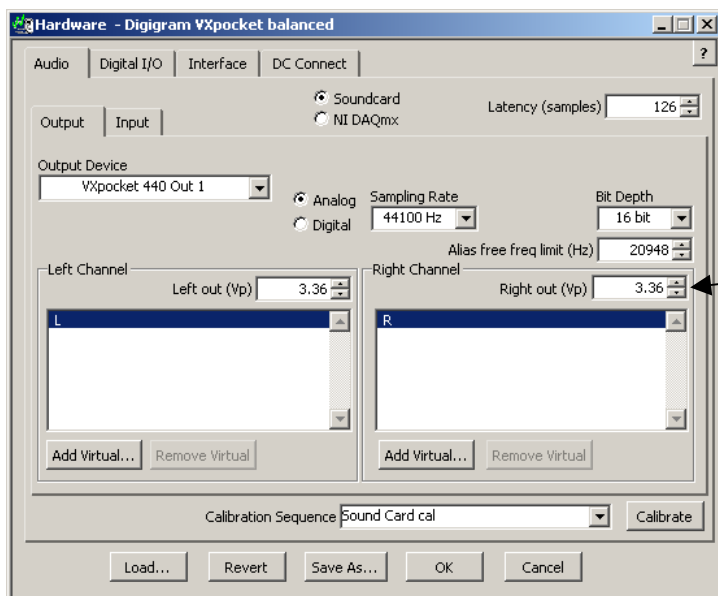 Hardware - Digigram VXpocket balanced
?
Audio Digital I/O Interface DC Connect
Soundcard
NI DAQmx
Latency (samples) 126
Output Input
Output Device
VXpocket 440 Out 1
Analog
Digital
Sampling Rate
44100 Hz
Bit Depth
16 bit
Alias free freq limit (Hz) 20948
Left Channel
Left out (Vp) 3.36
L
Add Virtual... Remove Virtual
Right Channel
Right out (Vp) 3.36
R
Add Virtual... Remove Virtual
Calibration Sequence Sound Card cal Calibrate
Load... Revert Save As... OK Cancel